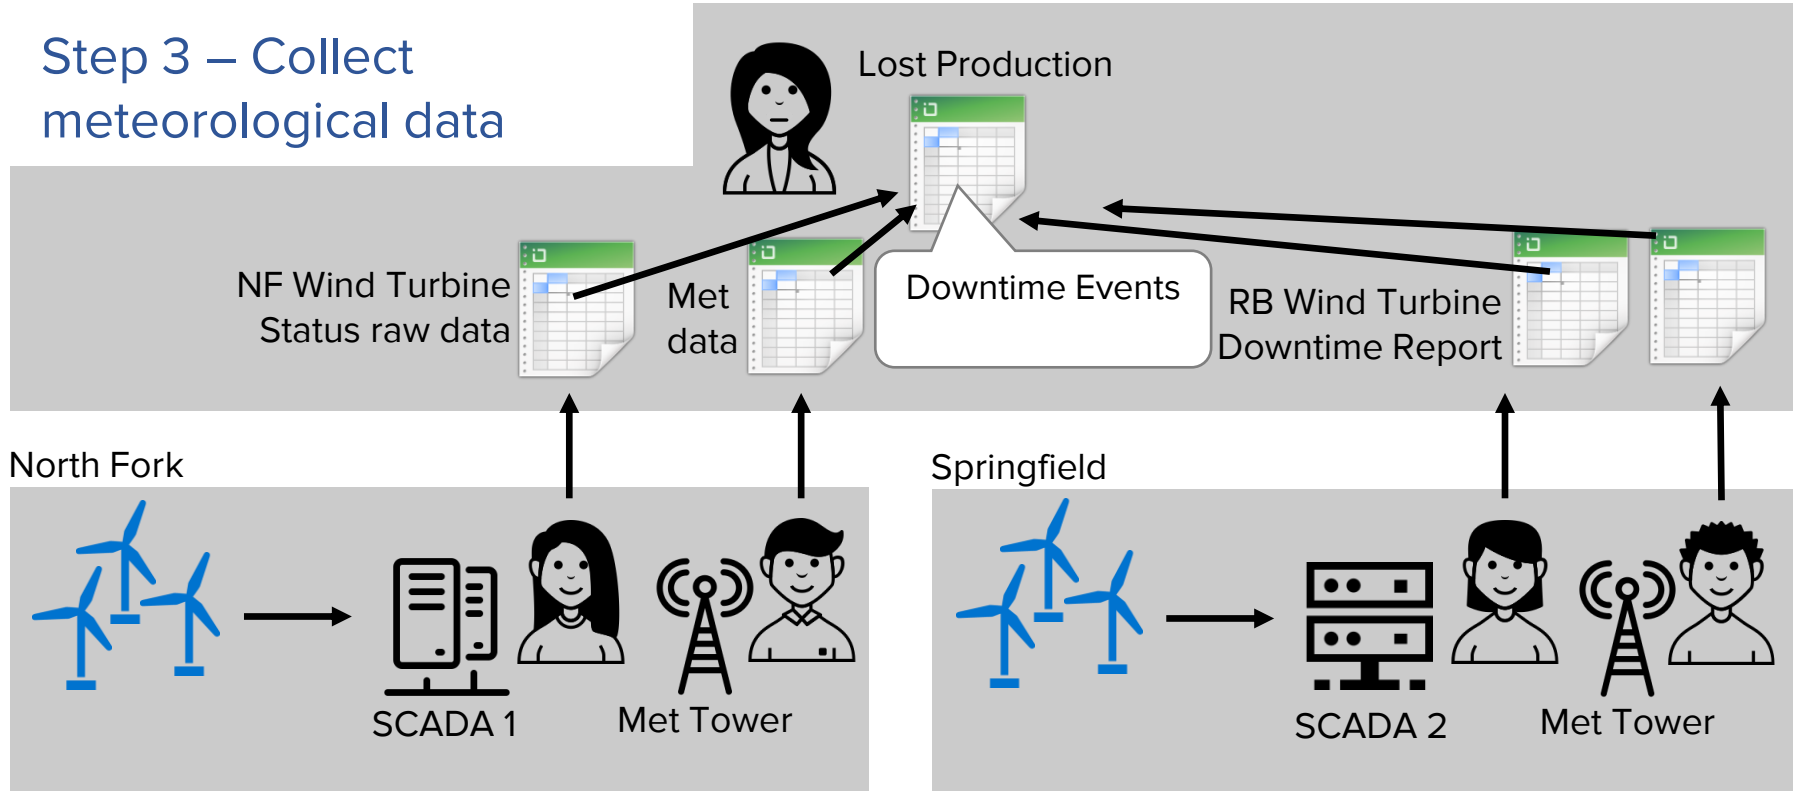 Step 3 – Collect
meteorological data
Lost Production
NF Wind Turbine
Status raw data
Met
data
Downtime Events
RB Wind Turbine
Downtime Report
North Fork
Springfield
SCADA 1
Met Tower
SCADA 2
Met Tower